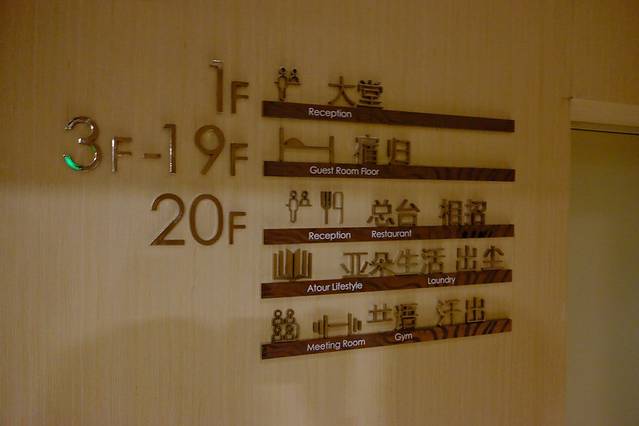 1F 大堂
Reception
3F-19F 宿归
Guest Room Floor
20F 总台 相招
Reception Restaurant
亚朵生活 出尘
Atour Lifestyle Laundry
共语 汗出
Meeting Room Gym